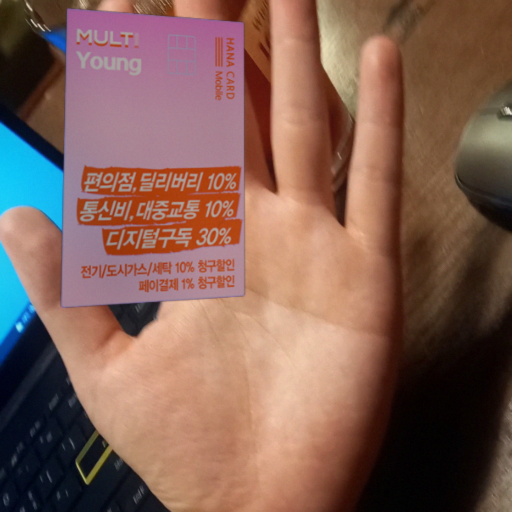 MULTI
Young
HANA CARD
Mobile
편의점, 딜리버리 10%
통신비, 대중교통 10%
디지털구독 30%
전기/도시가스/세탁 10% 청구할인
페이결제 1% 청구할인